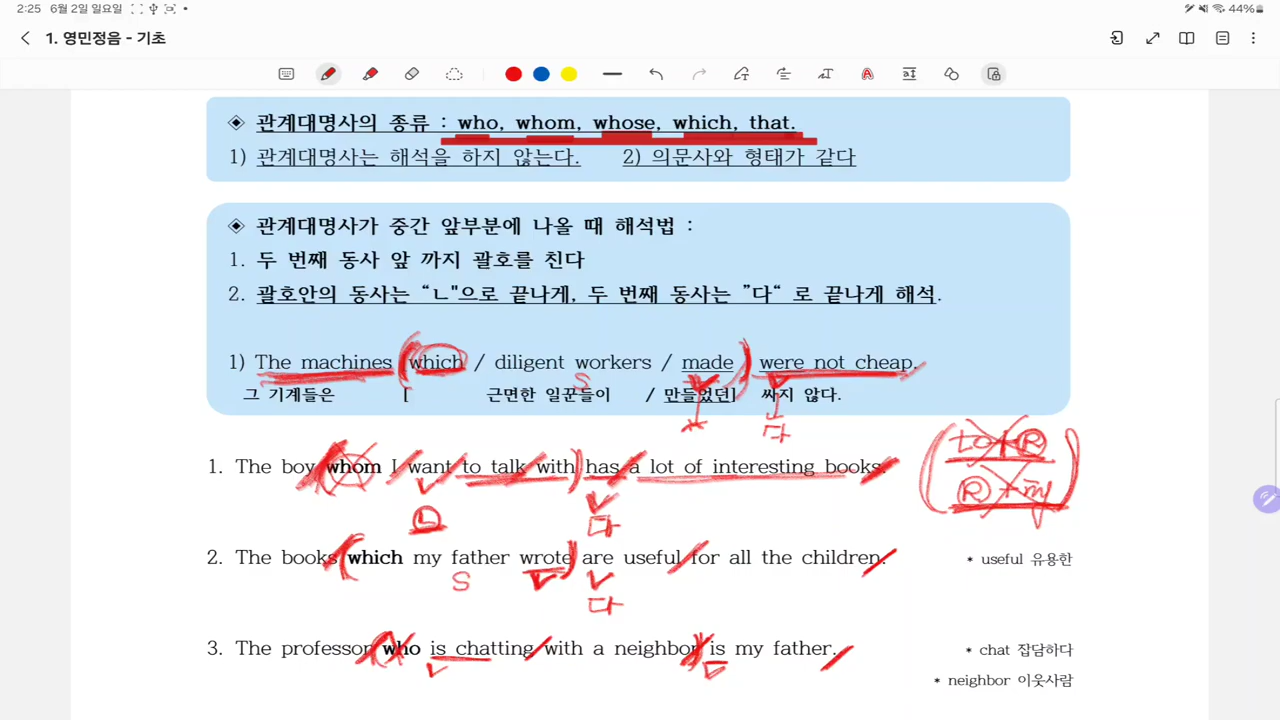 2:25 6월 2일 일요일 44%
1. 영민정음 - 기초
◈ 관계대명사의 종류 : who, whom, whose, which, that.
1) 관계대명사는 해석을 하지 않는다. 2) 의문사와 형태가 같다
◈ 관계대명사가 중간 앞부분에 나올 때 해석법 :
1. 두 번째 동사 앞 까지 괄호를 친다
2. 괄호안의 동사는 “ㄴ"으로 끝나게, 두 번째 동사는 ”다“ 로 끝나게 해석.
1) The machines which / diligent workers / made were not cheap.
S
그 기계들은 [ 근면한 일꾼들이 / 만들었던] 싸지 않다.
다
to+R
1. The boy whom I want to talk with has a lot of interesting books.
R+ing
ㄴ 다
2. The books which my father wrote are useful for all the children. * useful 유용한
S
다
3. The professor who is chatting with a neighbor is my father. * chat 잡담하다
* neighbor 이웃사람